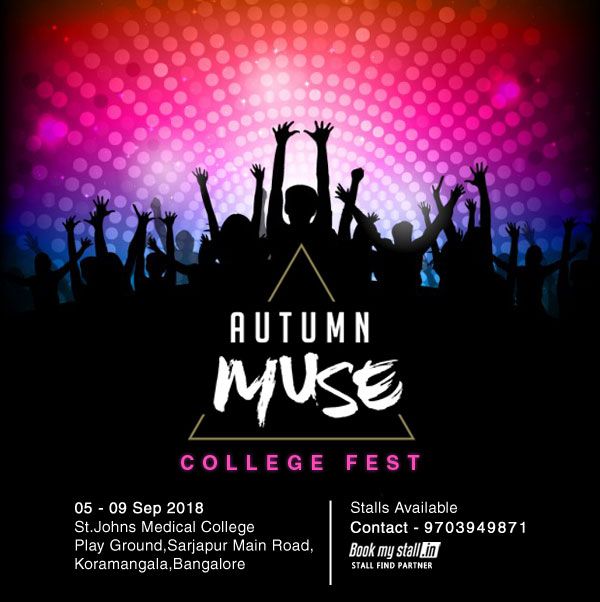 AUTUMN
MUSE
COLLEGE FEST
05 - 09 Sep 2018
St.Johns Medical College
Play Ground,Sarjapur Main Road,
Koramangala,Bangalore
Stalls Available
Contact - 9703949871
Book my stall.in
STALL FIND PARTNER